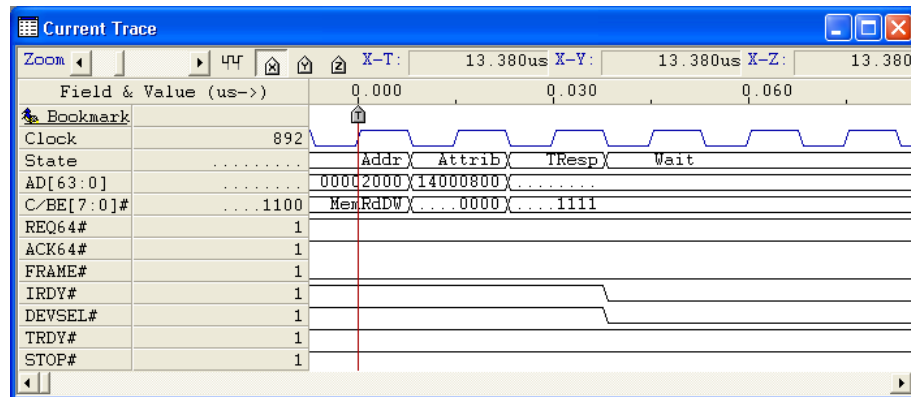 Current Trace
Zoom X X-T: 13.380us X-Y: 13.380us X-Z: 13.380
Field & Value (us->) 0.000 0.030 0.060
Bookmark T
Clock 892
State ......... Addr Attrib TResp Wait
AD[63:0] ......... 00002000 14000800 ........
C/BE[7:0]# ....1100 MemRdDW ....0000 ....1111
REQ64# 1
ACK64# 1
FRAME# 1
IRDY# 1
DEVSEL# 1
TRDY# 1
STOP# 1